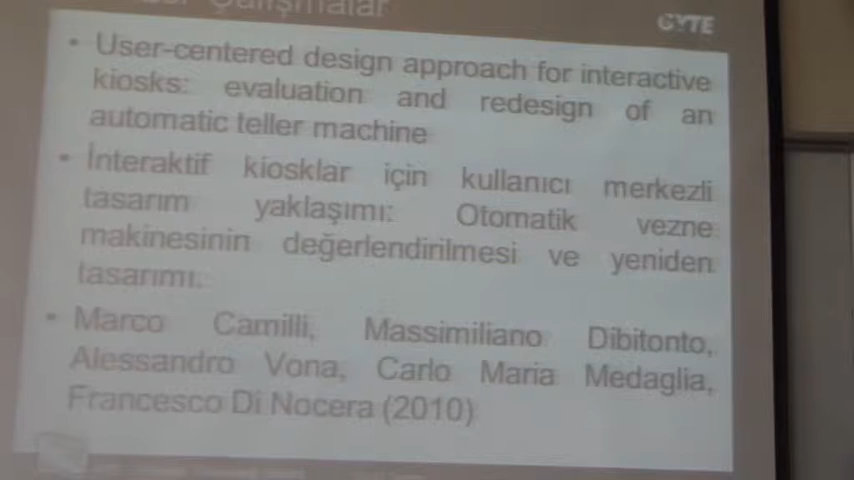 Çalışmalar
GYTE
• User-centered design approach for interactive
kiosks: evaluation and redesign of an
automatic teller machine
• İnteraktif kiosklar için kullanıcı merkezli
tasarım yaklaşımı: Otomatik vezne
makinesinin değerlendirilmesi ve yeniden
tasarımı.
• Marco Camilli, Massimiliano Dibitonto,
Alessandro Vona, Carlo Maria Medaglia,
Francesco Di Nocera (2010)